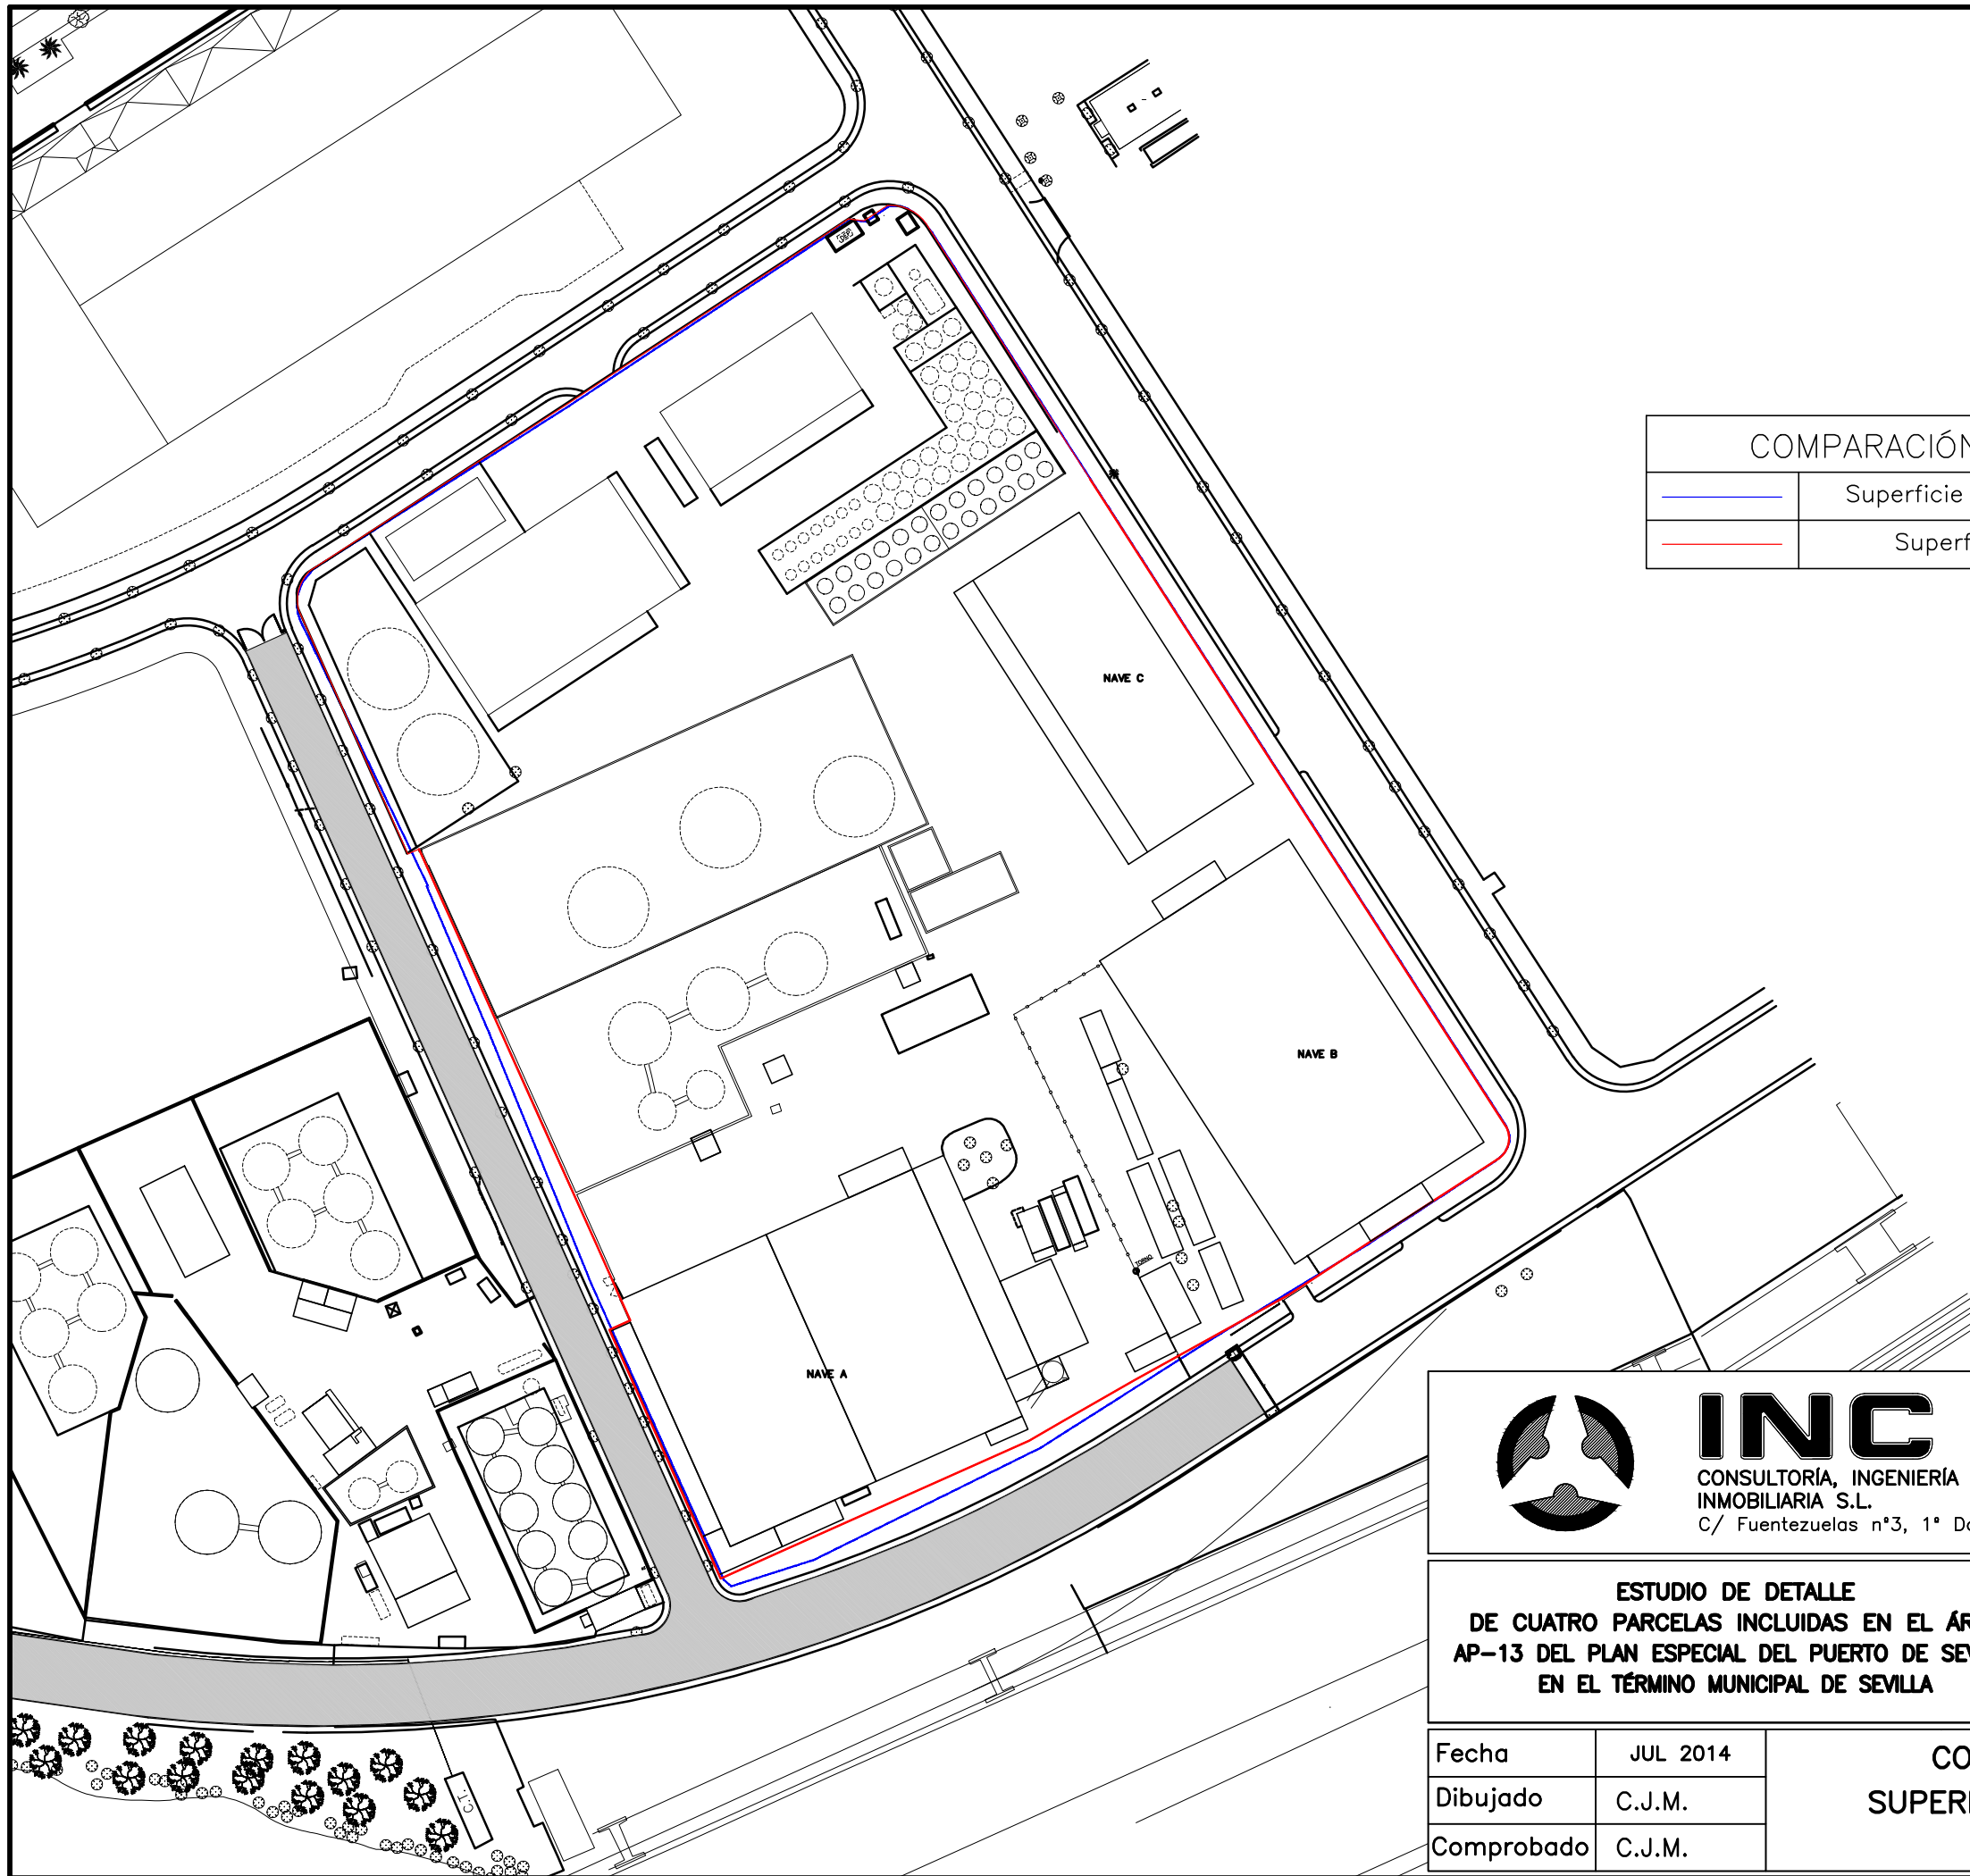 COMPARACIÓN
Superficie
Superf
NAVE C
NAVE B
TORNO
NAVE A
C.T.
INC
CONSULTORÍA, INGENIERÍA
INMOBILIARIA S.L.
C/ Fuentezuelas nº3, 1º
ESTUDIO DE DETALLE
DE CUATRO PARCELAS INCLUIDAS EN EL ÁR
AP-13 DEL PLAN ESPECIAL DEL PUERTO DE SE
EN EL TÉRMINO MUNICIPAL DE SEVILLA
Fecha JUL 2014
Dibujado C.J.M.
Comprobado C.J.M.
CO
SUPER